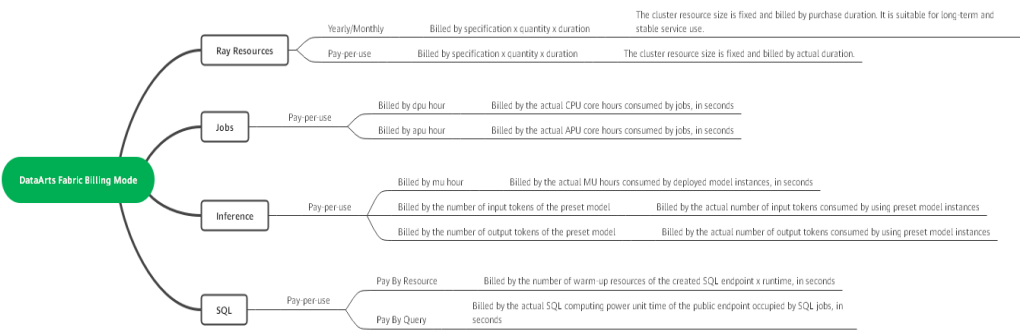 DataArts Fabric Billing Mode
Ray Resources
Yearly/Monthly
Billed by specification x quantity x duration
The cluster resource size is fixed and billed by purchase duration. It is suitable for long-term and
stable service use.
Pay-per-use
Billed by specification x quantity x duration
The cluster resource size is fixed and billed by actual duration.
Jobs
Pay-per-use
Billed by dpu hour
Billed by the actual CPU core hours consumed by jobs, in seconds
Billed by apu hour
Billed by the actual APU core hours consumed by jobs, in seconds
Inference
Pay-per-use
Billed by mu hour
Billed by the actual MU hours consumed by deployed model instances, in seconds
Billed by the number of input tokens of the preset model
Billed by the actual number of input tokens consumed by using preset model instances
Billed by the number of output tokens of the preset model
Billed by the actual number of output tokens consumed by using preset model instances
SQL
Pay-per-use
Pay By Resource
Billed by the number of warm-up resources of the created SQL endpoint x runtime, in seconds
Pay By Query
Billed by the actual SQL computing power unit time of the public endpoint occupied by SQL jobs, in
seconds